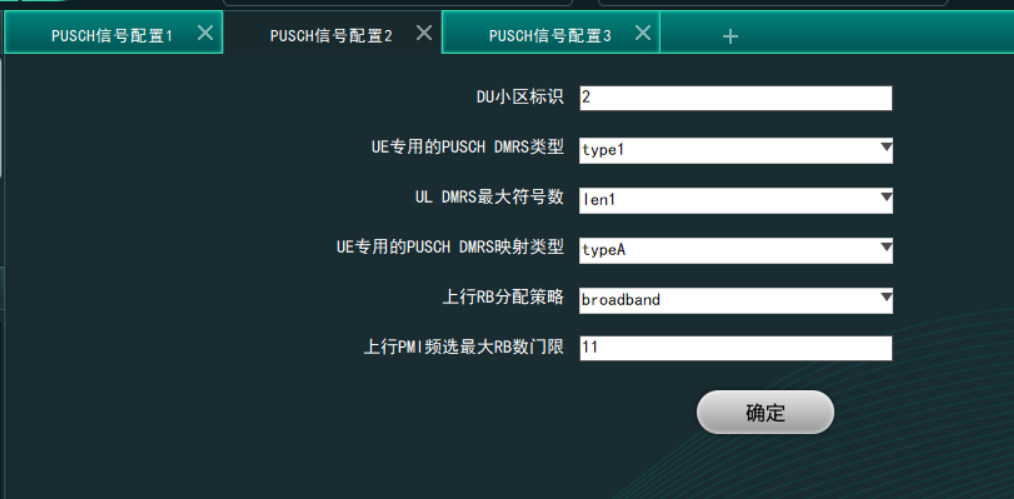 PUSCH信号配置1 PUSCH信号配置2 PUSCH信号配置3 +
DU小区标识 2
UE专用的PUSCH DMRS类型 type1
UL DMRS最大符号数 len1
UE专用的PUSCH DMRS映射类型 typeA
上行RB分配策略 broadband
上行PMI频选最大RB数门限 11
确定